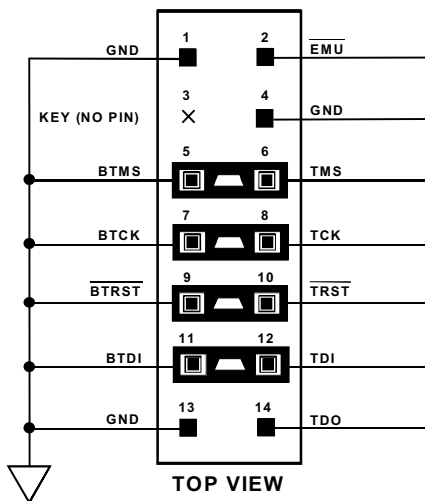 1 2
GND EMU
3 4
KEY (NO PIN) GND
5 6
BTMS TMS
7 8
BTCK TCK
9 10
BTRST TRST
11 12
BTDI TDI
13 14
GND TDO
TOP VIEW